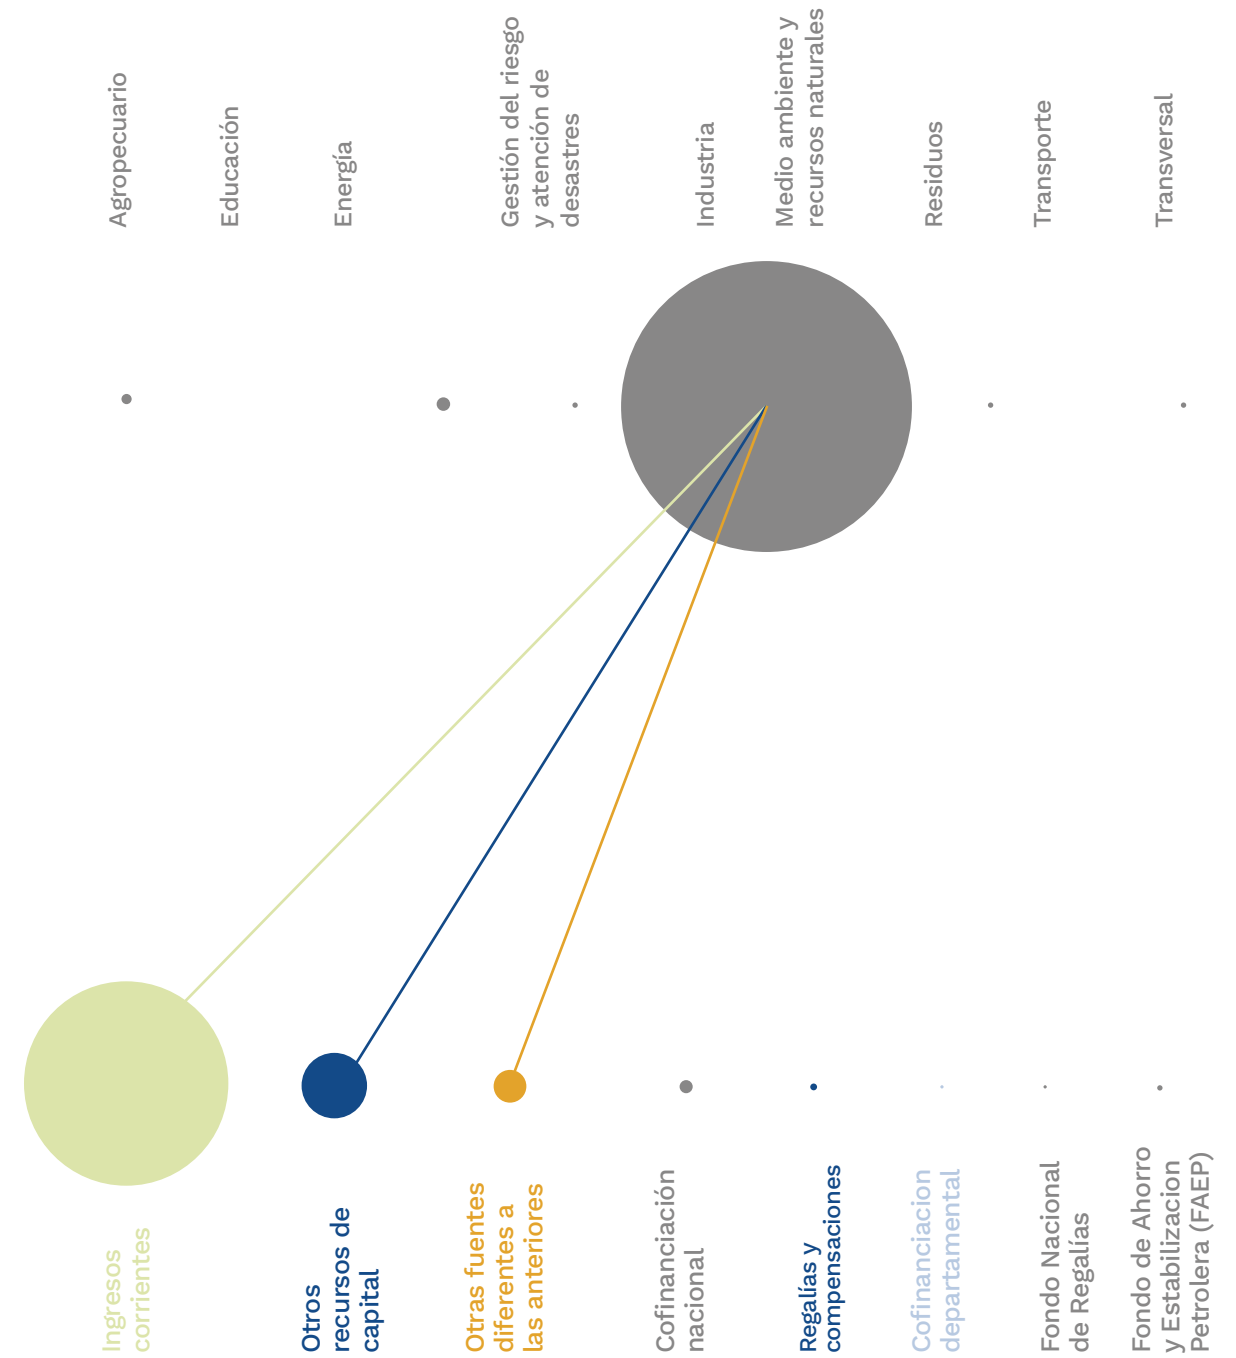 Agropecuario
Educación
Energía
Gestión del riesgo
y atención de
desastres
Industria
Medio ambiente y
recursos naturales
Residuos
Transporte
Transversal
Ingresos
corrientes
Otros
recursos de
capital
Otras fuentes
diferentes a
las anteriores
Cofinanciación
nacional
Regalías y
compensaciones
Cofinanciacion
departamental
Fondo Nacional
de Regalías
Fondo de Ahorro
y Estabilizacion
Petrolera (FAEP)